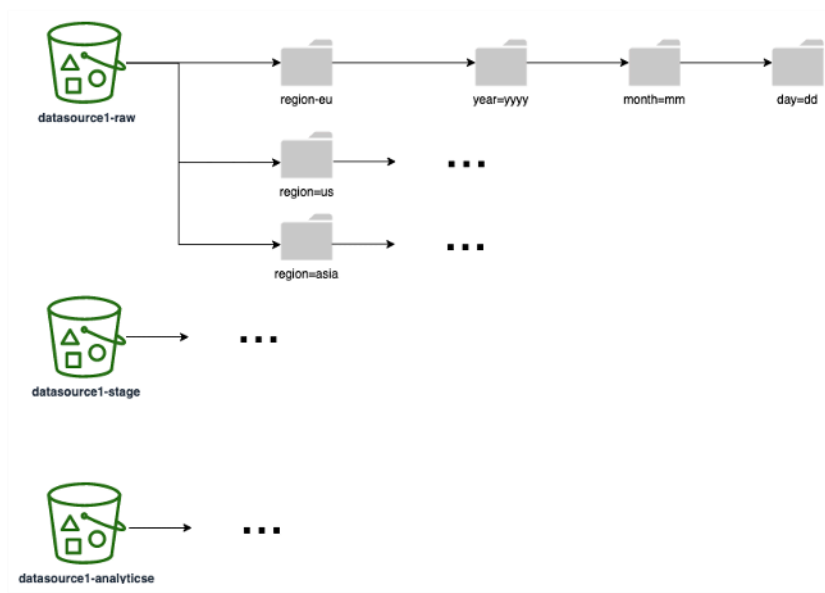 datasource1-raw
region-eu
year=yyyy
month=mm
day=dd
region=us
...
region=asia
...
datasource1-stage
...
datasource1-analyticse
...